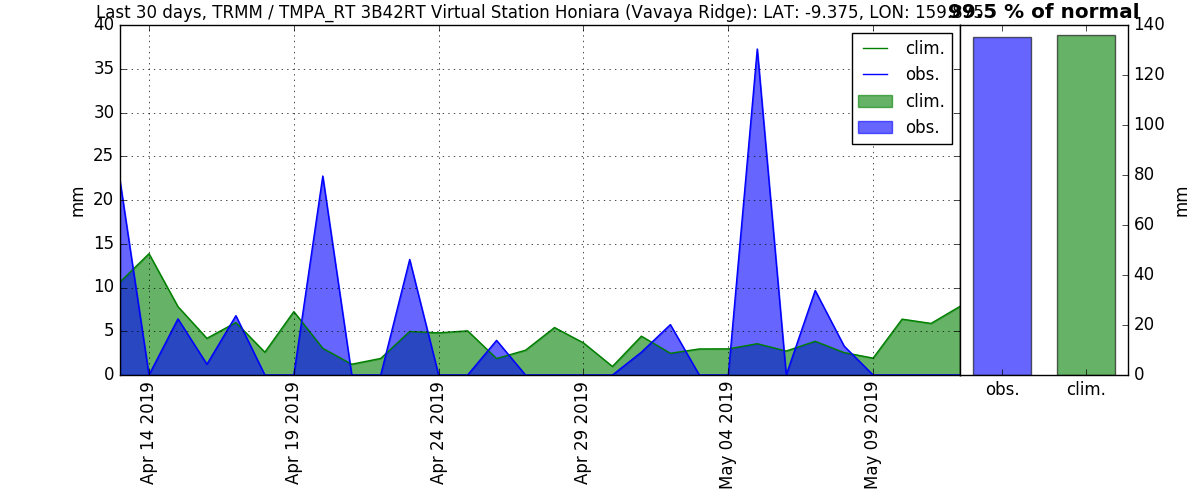 Last 30 days, TRMM / TMPA_RT 3B42RT Virtual Station Honiara (Vavaya Ridge): LAT: -9.375, LON:
99.5 % of normal
mm
40
35
30
25
20
15
10
5
0
clim.
obs.
clim.
obs.
140
120
100
80
60
40
20
0
mm
Apr 14 2019
Apr 19 2019
Apr 24 2019
Apr 29 2019
May 04 2019
May 09 2019
obs.
clim.